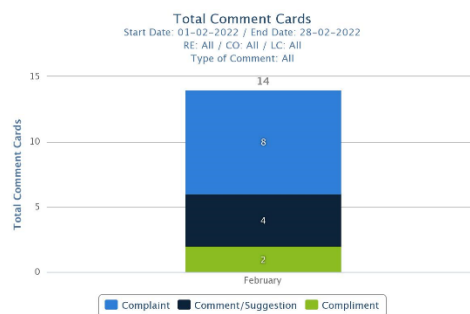 Total Comment Cards
Start Date: 01-02-2022 / End Date: 28-02-2022
RE: All / CO: All / LC: All
Type of Comment: All
Total Comment Cards
15
10
5
0
14
8
4
2
February
Complaint Comment/Suggestion Compliment